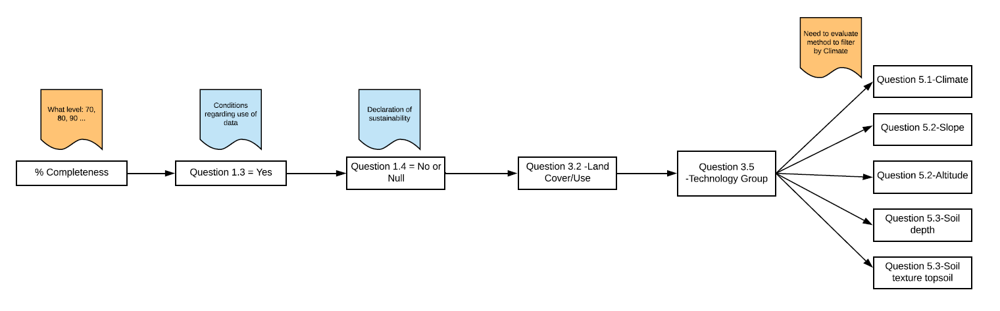 Need to evaluate
method to filter
by Climate
What level: 70,
80, 90 ...
Conditions
regarding use of
data
Declaration of
sustainability
% Completeness
Question 1.3 = Yes
Question 1.4 = No or
Null
Question 3.2 -Land
Cover/Use
Question 3.5
-Technology Group
Question 5.1-Climate
Question 5.2-Slope
Question 5.2-Altitude
Question 5.3-Soil
depth
Question 5.3-Soil
texture topsoil